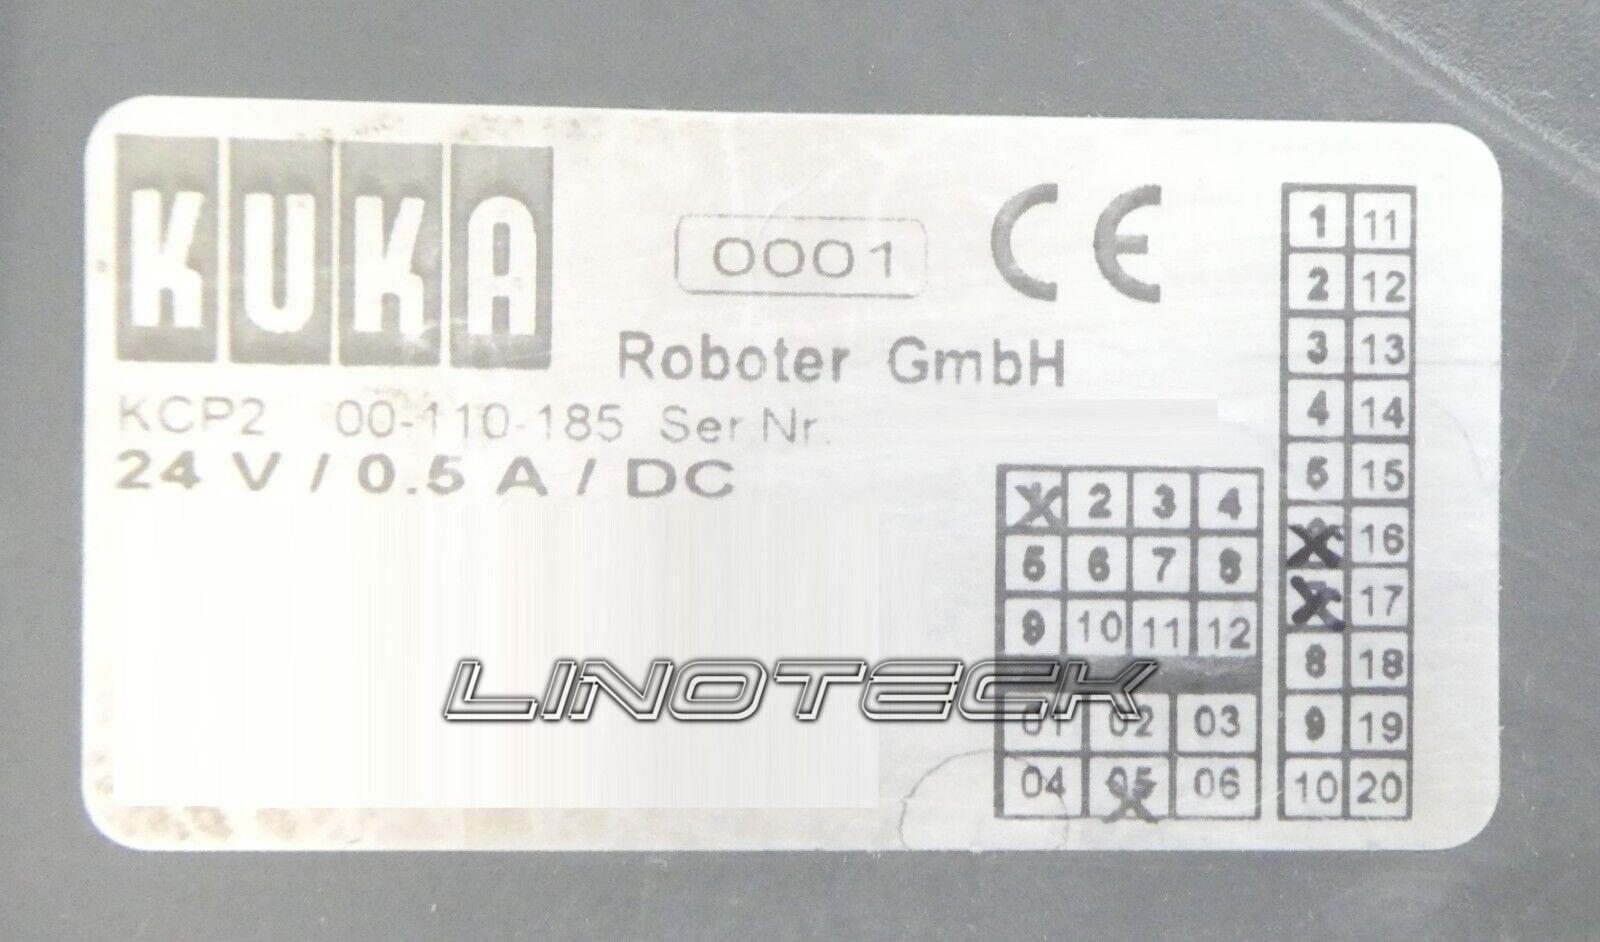 KUKA
0001
CE
Roboter GmbH
KCP2 00-110-185 Ser Nr.
24 V / 0.5 A / DC
2 3 4
5 6 7 8
9 10 11 12
01 02 03
04 05 06
1 11
2 12
3 13
4 14
5 15
16
17
8 18
9 19
10 20
LINOTECK